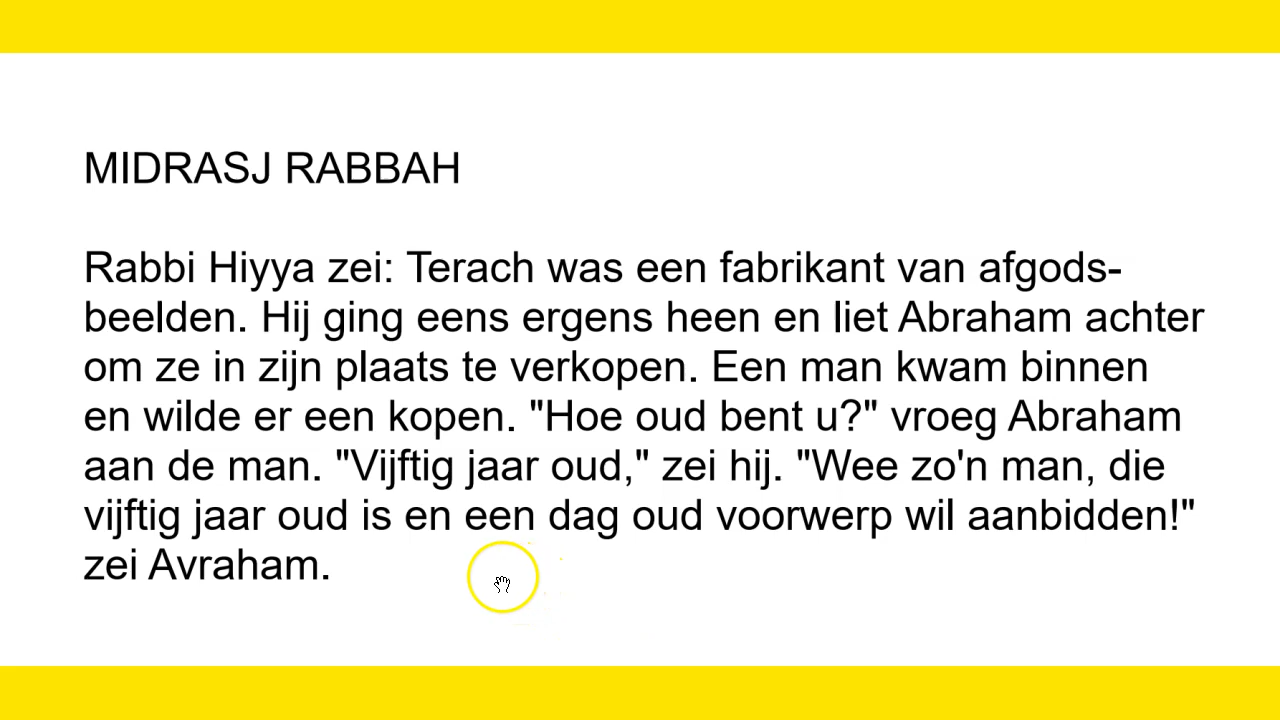 MIDRASJ RABBAH
Rabbi Hiyya zei: Terach was een fabrikant van afgods-
beelden. Hij ging eens ergens heen en liet Abraham achter
om ze in zijn plaats te verkopen. Een man kwam binnen
en wilde er een kopen. "Hoe oud bent u?" vroeg Abraham
aan de man. "Vijftig jaar oud," zei hij. "Wee zo'n man, die
vijftig jaar oud is en een dag oud voorwerp wil aanbidden!"
zei Avraham.